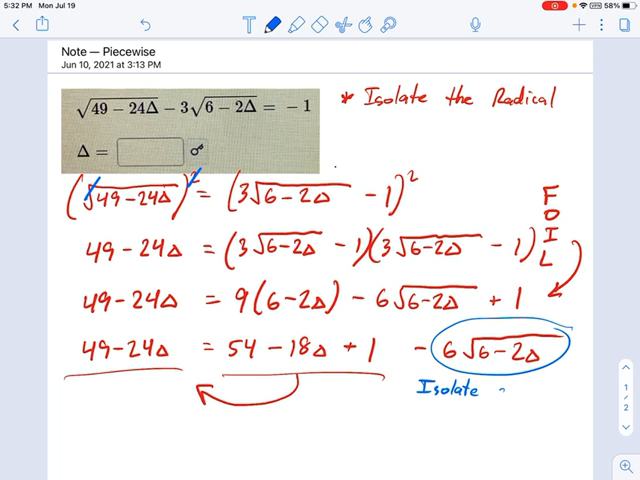 5:32 PM Mon Jul 19
VPN 58%
Note — Piecewise
Jun 10, 2021 at 3:13 PM
√(49 − 24Δ) − 3√(6 − 2Δ) = −1
* Isolate the Radical
Δ =
(√(49 − 24Δ))² = (3√(6 − 2Δ) − 1)²
49 − 24Δ = (3√(6 − 2Δ) − 1)(3√(6 − 2Δ) − 1)
F
O
I
L
49 − 24Δ = 9(6 − 2Δ) − 6√(6 − 2Δ) + 1
49 − 24Δ = 54 − 18Δ + 1 − 6√(6 − 2Δ)
Isolate
1
/
2